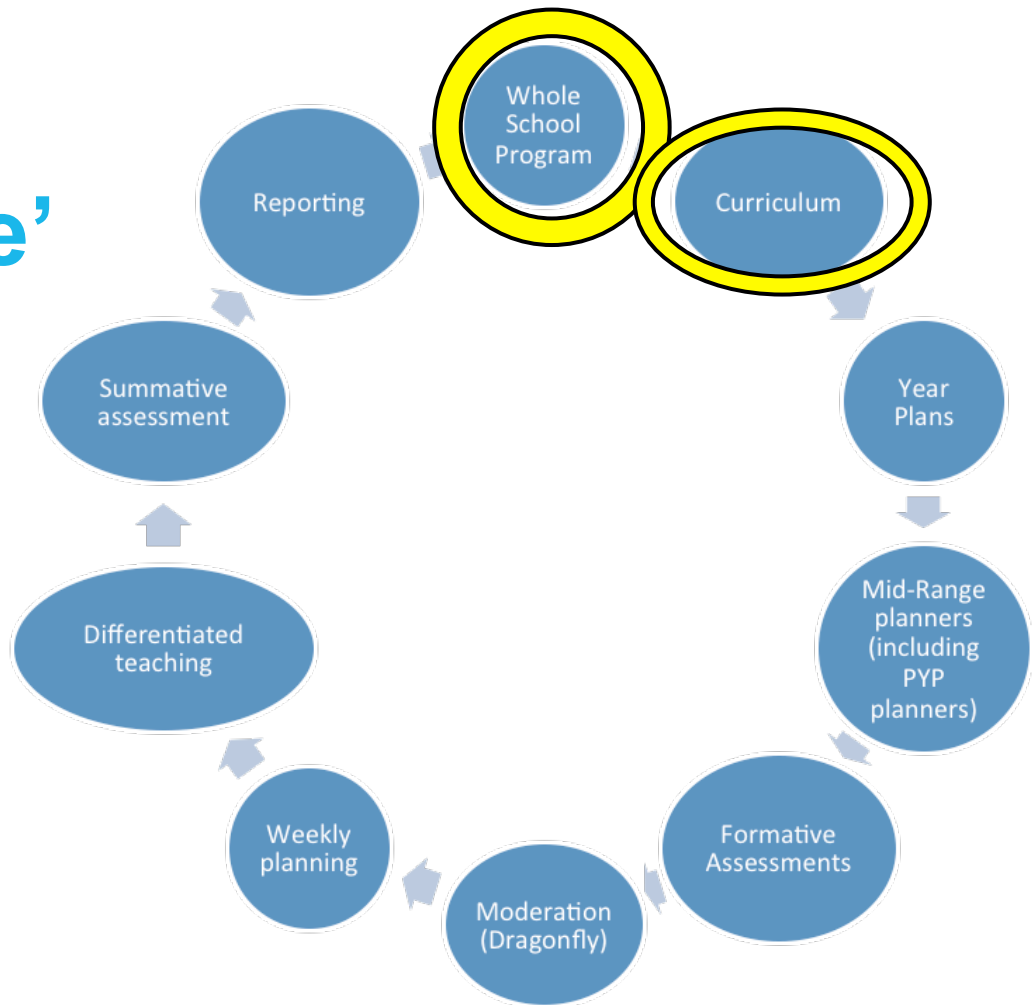 e’
Whole
School
Program
Curriculum
Year
Plans
Mid-Range
planners
(including
PYP
planners)
Formative
Assessments
Moderation
(Dragonfly)
Weekly
planning
Differentiated
teaching
Summative
assessment
Reporting